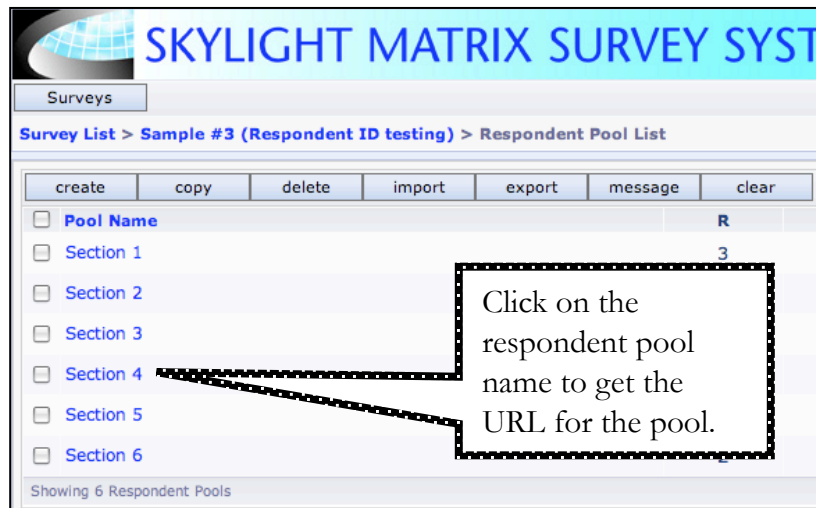 SKYLIGHT MATRIX SURVEY SYST
Surveys
Survey List > Sample #3 (Respondent ID testing) > Respondent Pool List
create copy delete import export message clear
Pool Name R
Section 1 3
Section 2
Section 3
Section 4
Section 5
Section 6
Click on the
respondent pool
name to get the
URL for the pool.
Showing 6 Respondent Pools